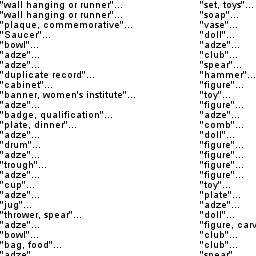 "wall hanging or runner"... "set, toys"...
"wall hanging or runner"... "soap"...
"plaque, commemorative"... "vase"...
"Saucer"... "doll"...
"bowl"... "adze"...
"adze"... "club"...
"adze"... "spear"...
"duplicate record"... "hammer"...
"cabinet"... "figure"...
"banner, women's institute"... "toy"...
"adze"... "figure"...
"badge, qualification"... "adze"...
"plate, dinner"... "comb"...
"adze"... "doll"...
"drum"... "figure"...
"adze"... "figure"...
"trough"... "figure"...
"adze"... "figure"...
"cup"... "toy"...
"adze"... "plate"...
"jug"... "adze"...
"thrower, spear"... "doll"...
"adze"... "figure, carv
"bowl"... "club"...
"bag, food"... "club"...
"adze" "spear"